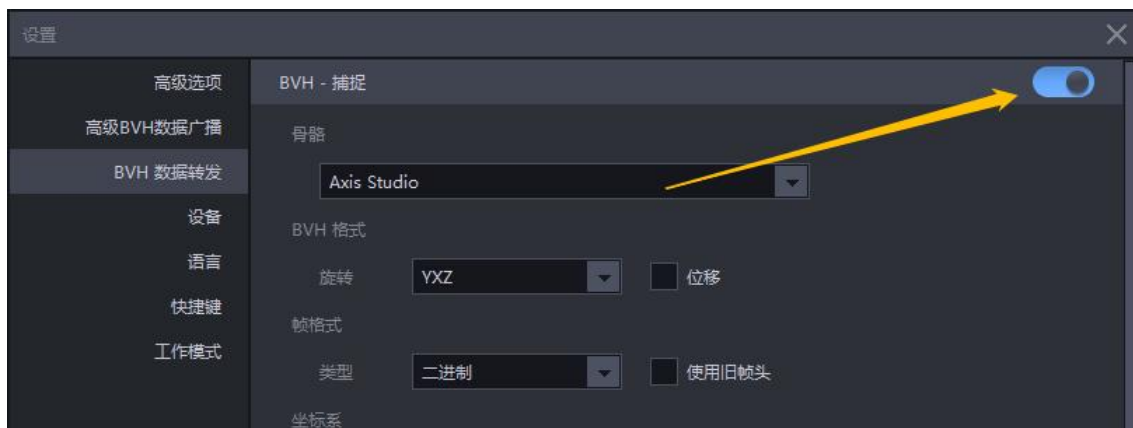 设置
高级选项
高级BVH数据广播
BVH 数据转发
设备
语言
快捷键
工作模式
BVH - 捕捉
骨骼
Axis Studio
BVH 格式
旋转 YXZ 位移
帧格式
类型 二进制 使用旧帧头
坐标系